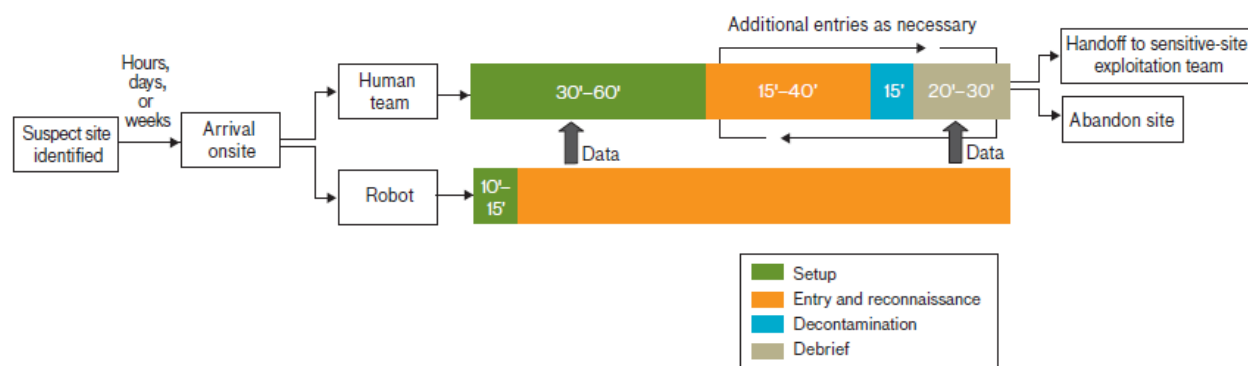 Additional entries as necessary
Hours,
days,
or
weeks
Suspect site
identified
Arrival
onsite
Human
team
30'–60'
15'–40'
15'
20'–30'
Handoff to sensitive-site
exploitation team
Abandon site
Data
Data
Robot
10'–
15'
Setup
Entry and reconnaissance
Decontamination
Debrief